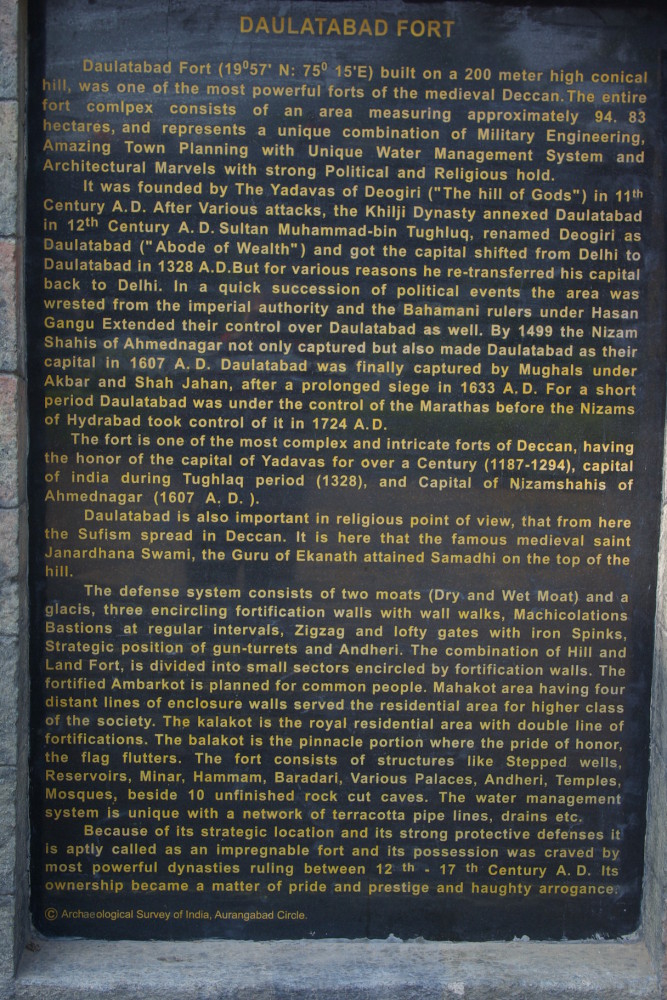 DAULATABAD FORT
Daulatabad Fort (19⁰57' N: 75⁰ 15'E) built on a 200 meter high conical
hill, was one of the most powerful forts of the medieval Deccan. The entire
fort comlpex consists of an area measuring approximately 94. 83
hectares, and represents a unique combination of Military Engineering,
Amazing Town Planning with Unique Water Management System and
Architectural Marvels with strong Political and Religious hold.
It was founded by The Yadavas of Deogiri ("The hill of Gods") in 11th
Century A.D. After Various attacks, the Khilji Dynasty annexed Daulatabad
in 12th Century A. D. Sultan Muhammad-bin Tughluq, renamed Deogiri as
Daulatabad ("Abode of Wealth") and got the capital shifted from Delhi to
Daulatabad in 1328 A.D.But for various reasons he re-transferred his capital
back to Delhi. In a quick succession of political events the area was
wrested from the imperial authority and the Bahamani rulers under Hasan
Gangu Extended their control over Daulatabad as well. By 1499 the Nizam
Shahis of Ahmednagar not only captured but also made Daulatabad as their
capital in 1607 A. D. Daulatabad was finally captured by Mughals under
Akbar and Shah Jahan, after a prolonged siege in 1633 A. D. For a short
period Daulatabad was under the control of the Marathas before the Nizams
of Hydrabad took control of it in 1724 A.D.
The fort is one of the most complex and intricate forts of Deccan, having
the honor of the capital of Yadavas for over a Century (1187-1294), capital
of india during Tughlaq period (1328), and Capital of Nizamshahis of
Ahmednagar (1607 A. D. ).
Daulatabad is also important in religious point of view, that from here
the Sufism spread in Deccan. It is here that the famous medieval saint
Janardhana Swami, the Guru of Ekanath attained Samadhi on the top of the
hill.
The defense system consists of two moats (Dry and Wet Moat) and a
glacis, three encircling fortification walls with wall walks, Machicolations
Bastions at regular intervals, Zigzag and lofty gates with iron Spinks,
Strategic position of gun-turrets and Andheri. The combination of Hill and
Land Fort, is divided into small sectors encircled by fortification walls. The
fortified Ambarkot is planned for common people. Mahakot area having four
distant lines of enclosure walls served the residential area for higher class
of the society. The kalakot is the royal residential area with double line of
fortifications. The balakot is the pinnacle portion where the pride of honor,
the flag flutters. The fort consists of structures like Stepped wells,
Reservoirs, Minar, Hammam, Baradari, Various Palaces, Andheri, Temples,
Mosques, beside 10 unfinished rock cut caves. The water management
system is unique with a network of terracotta pipe lines, drains etc.
Because of its strategic location and its strong protective defenses it
is aptly called as an impregnable fort and its possession was craved by
most powerful dynasties ruling between 12 th - 17 th Century A. D. Its
ownership became a matter of pride and prestige and haughty arrogance.
© Archaeological Survey of India, Aurangabad Circle.